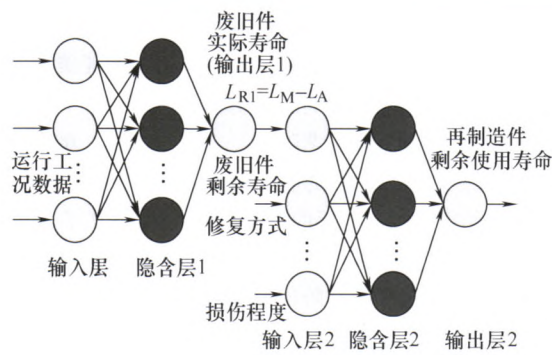 废旧件
实际寿命
(输出层1)
L_R1=L_M−L_A
运行工
况数据
废旧件
剩余寿命
再制造件
剩余使用寿命
修复方式
输入层
隐含层1
损伤程度
输入层2
隐含层2
输出层2